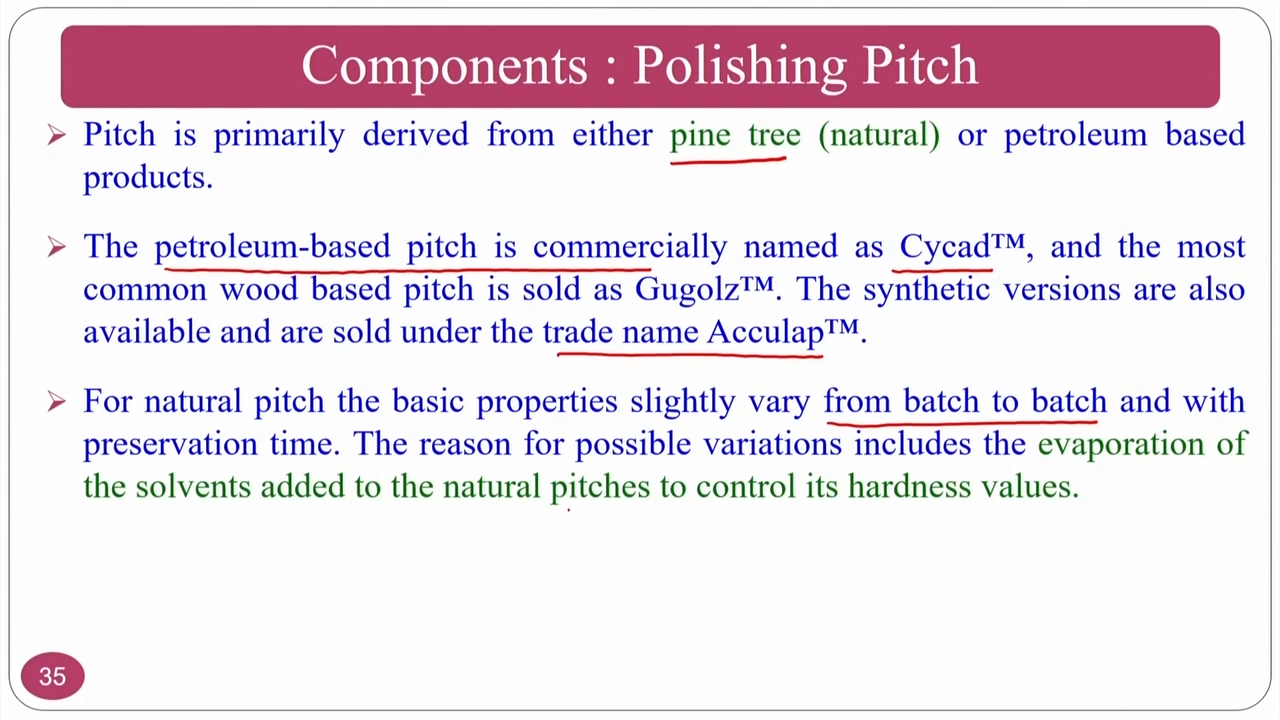 Components : Polishing Pitch
Pitch is primarily derived from either pine tree (natural) or petroleum based
products.
The petroleum-based pitch is commercially named as Cycad™, and the most
common wood based pitch is sold as Gugolz™. The synthetic versions are also
available and are sold under the trade name Acculap™.
For natural pitch the basic properties slightly vary from batch to batch and with
preservation time. The reason for possible variations includes the evaporation of
the solvents added to the natural pitches to control its hardness values.
35